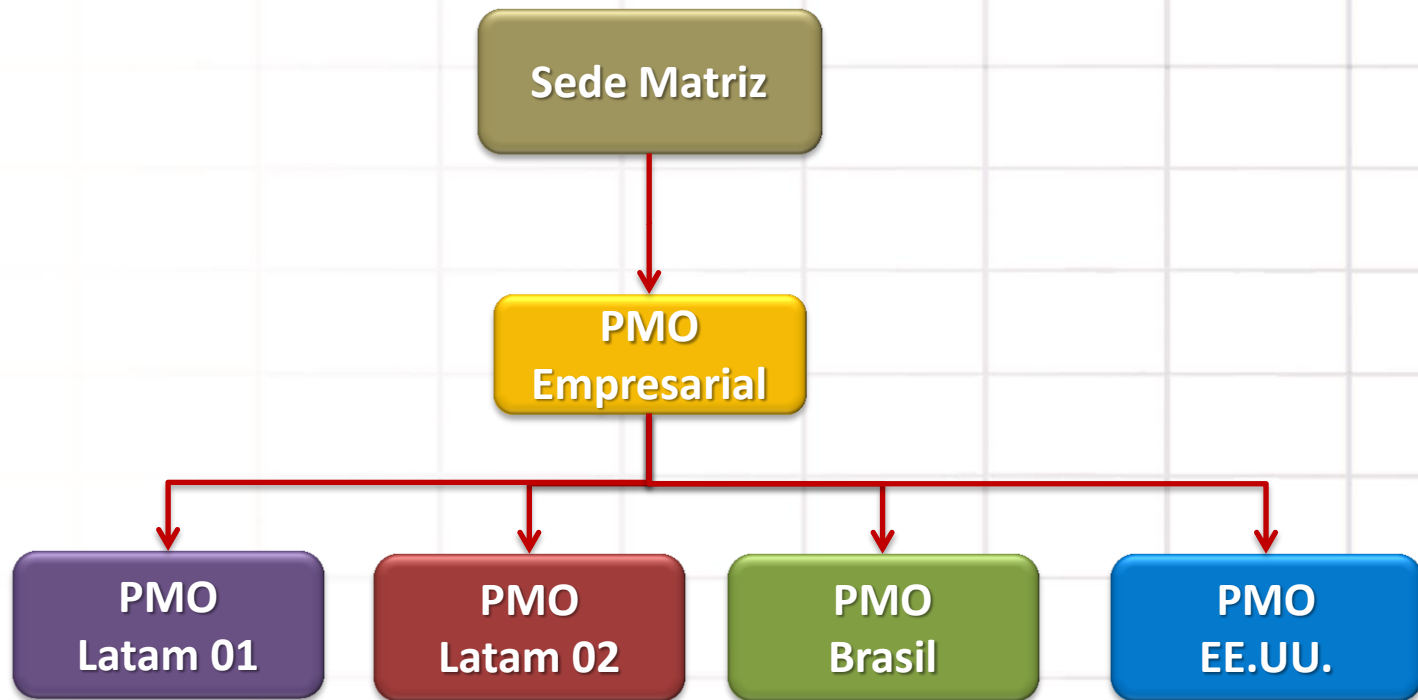 Sede Matriz
PMO
Empresarial
PMO
Latam 01
PMO
Latam 02
PMO
Brasil
PMO
EE.UU.